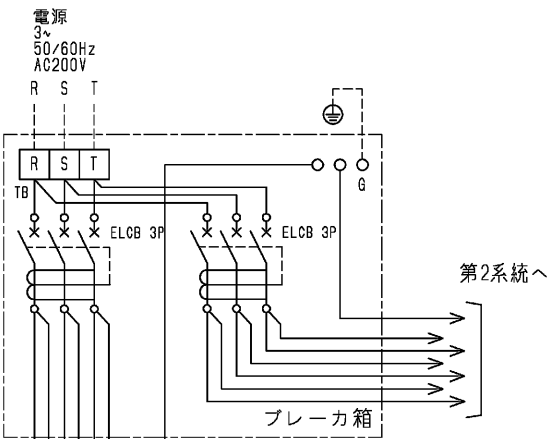 電源
3~
50/60Hz
AC200V
R S T
R S T
TB
G
ELCB 3P
ELCB 3P
第2系統へ
ブレーカ箱